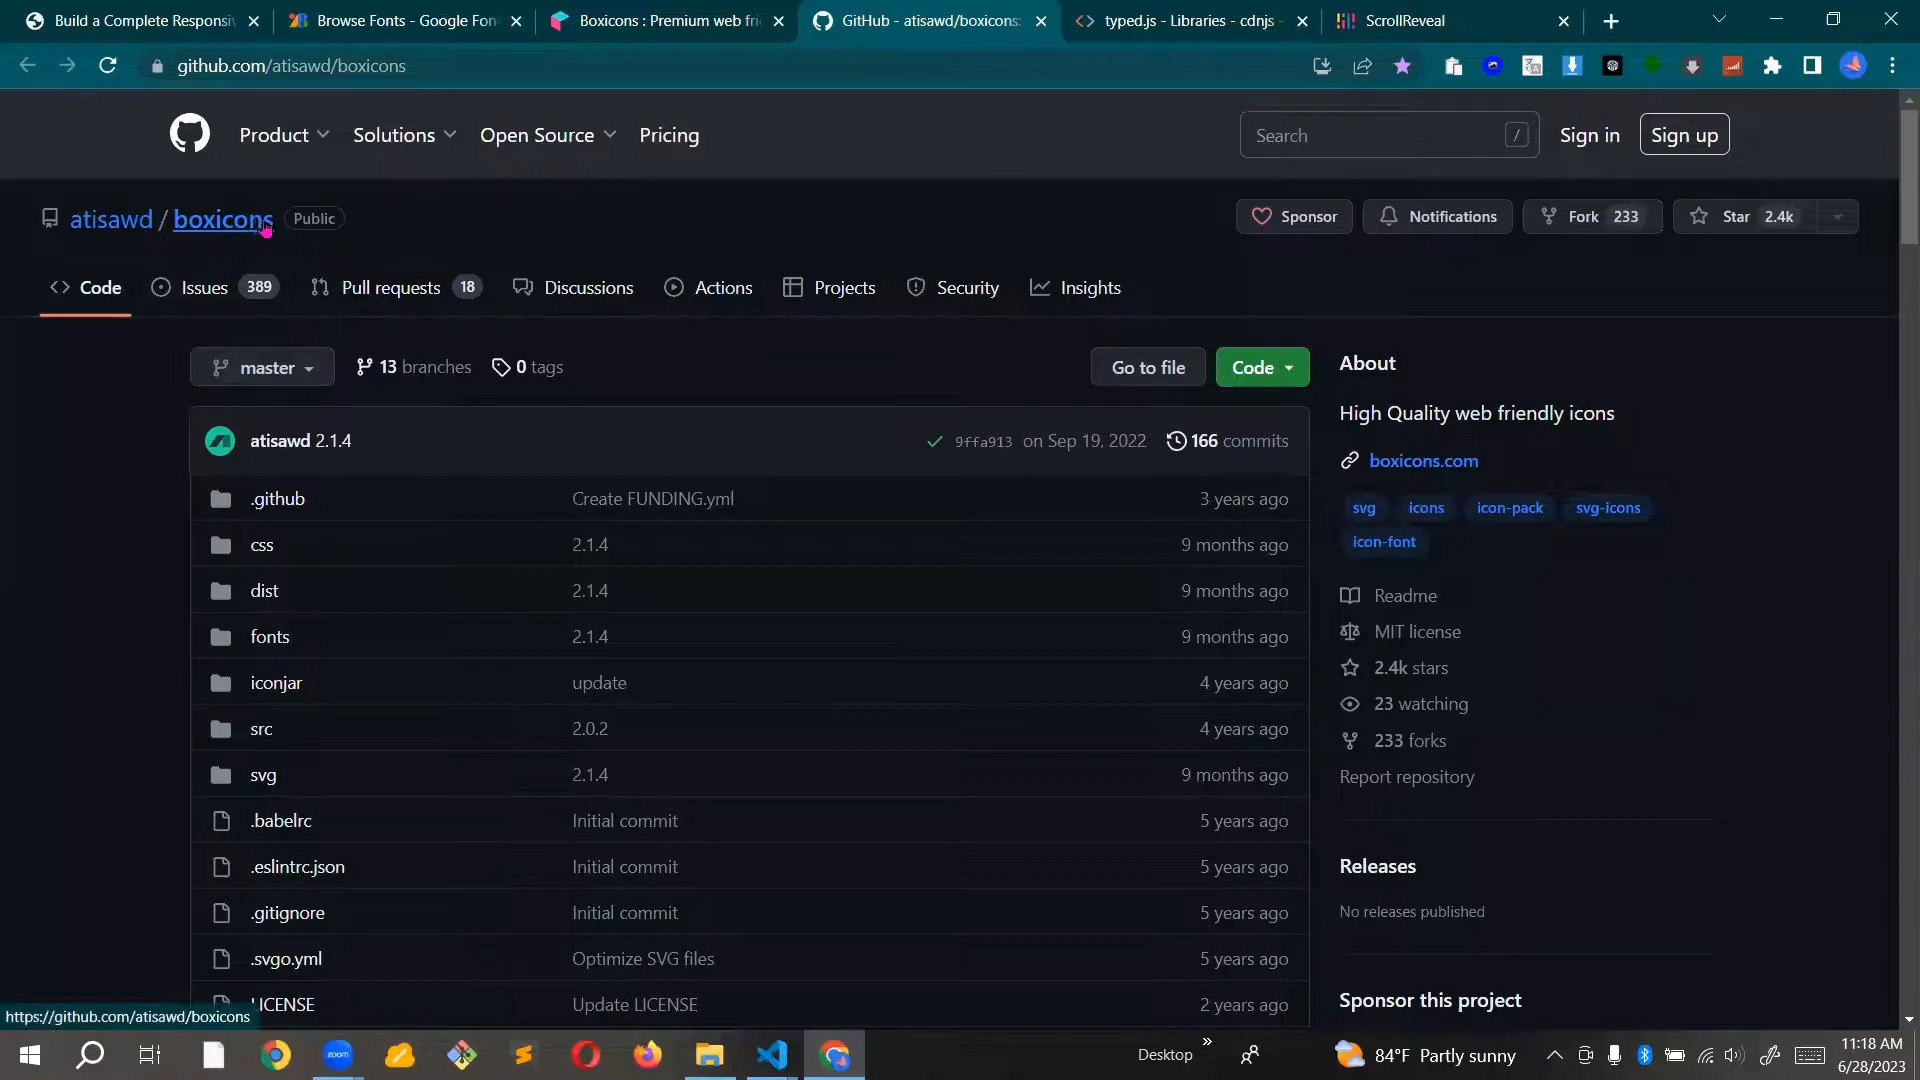 Build a Complete Responsiv
Browse Fonts - Google Fon
Boxicons : Premium web fri
GitHub - atisawd/boxicons:
typed.js - Libraries - cdnjs -
ScrollReveal
github.com/atisawd/boxicons
Product
Solutions
Open Source
Pricing
Search
/
Sign in
Sign up
atisawd / boxicons
Public
Sponsor
Notifications
Fork 233
Star 2.4k
Code
Issues 389
Pull requests 18
Discussions
Actions
Projects
Security
Insights
master
13 branches
0 tags
Go to file
Code
About
High Quality web friendly icons
atisawd 2.1.4
9ffa913 on Sep 19, 2022
166 commits
boxicons.com
.github Create FUNDING.yml 3 years ago
svg icons icon-pack svg-icons
css 2.1.4 9 months ago
icon-font
dist 2.1.4 9 months ago
Readme
fonts 2.1.4 9 months ago
MIT license
iconjar update 4 years ago
2.4k stars
23 watching
src 2.0.2 4 years ago
233 forks
svg 2.1.4 9 months ago
Report repository
.babelrc Initial commit 5 years ago
.eslintrc.json Initial commit 5 years ago
Releases
.gitignore Initial commit 5 years ago
No releases published
.svgo.yml Optimize SVG files 5 years ago
LICENSE Update LICENSE 2 years ago
Sponsor this project
https://github.com/atisawd/boxicons
zoom
Desktop
84°F Partly sunny
11:18 AM
6/28/2023